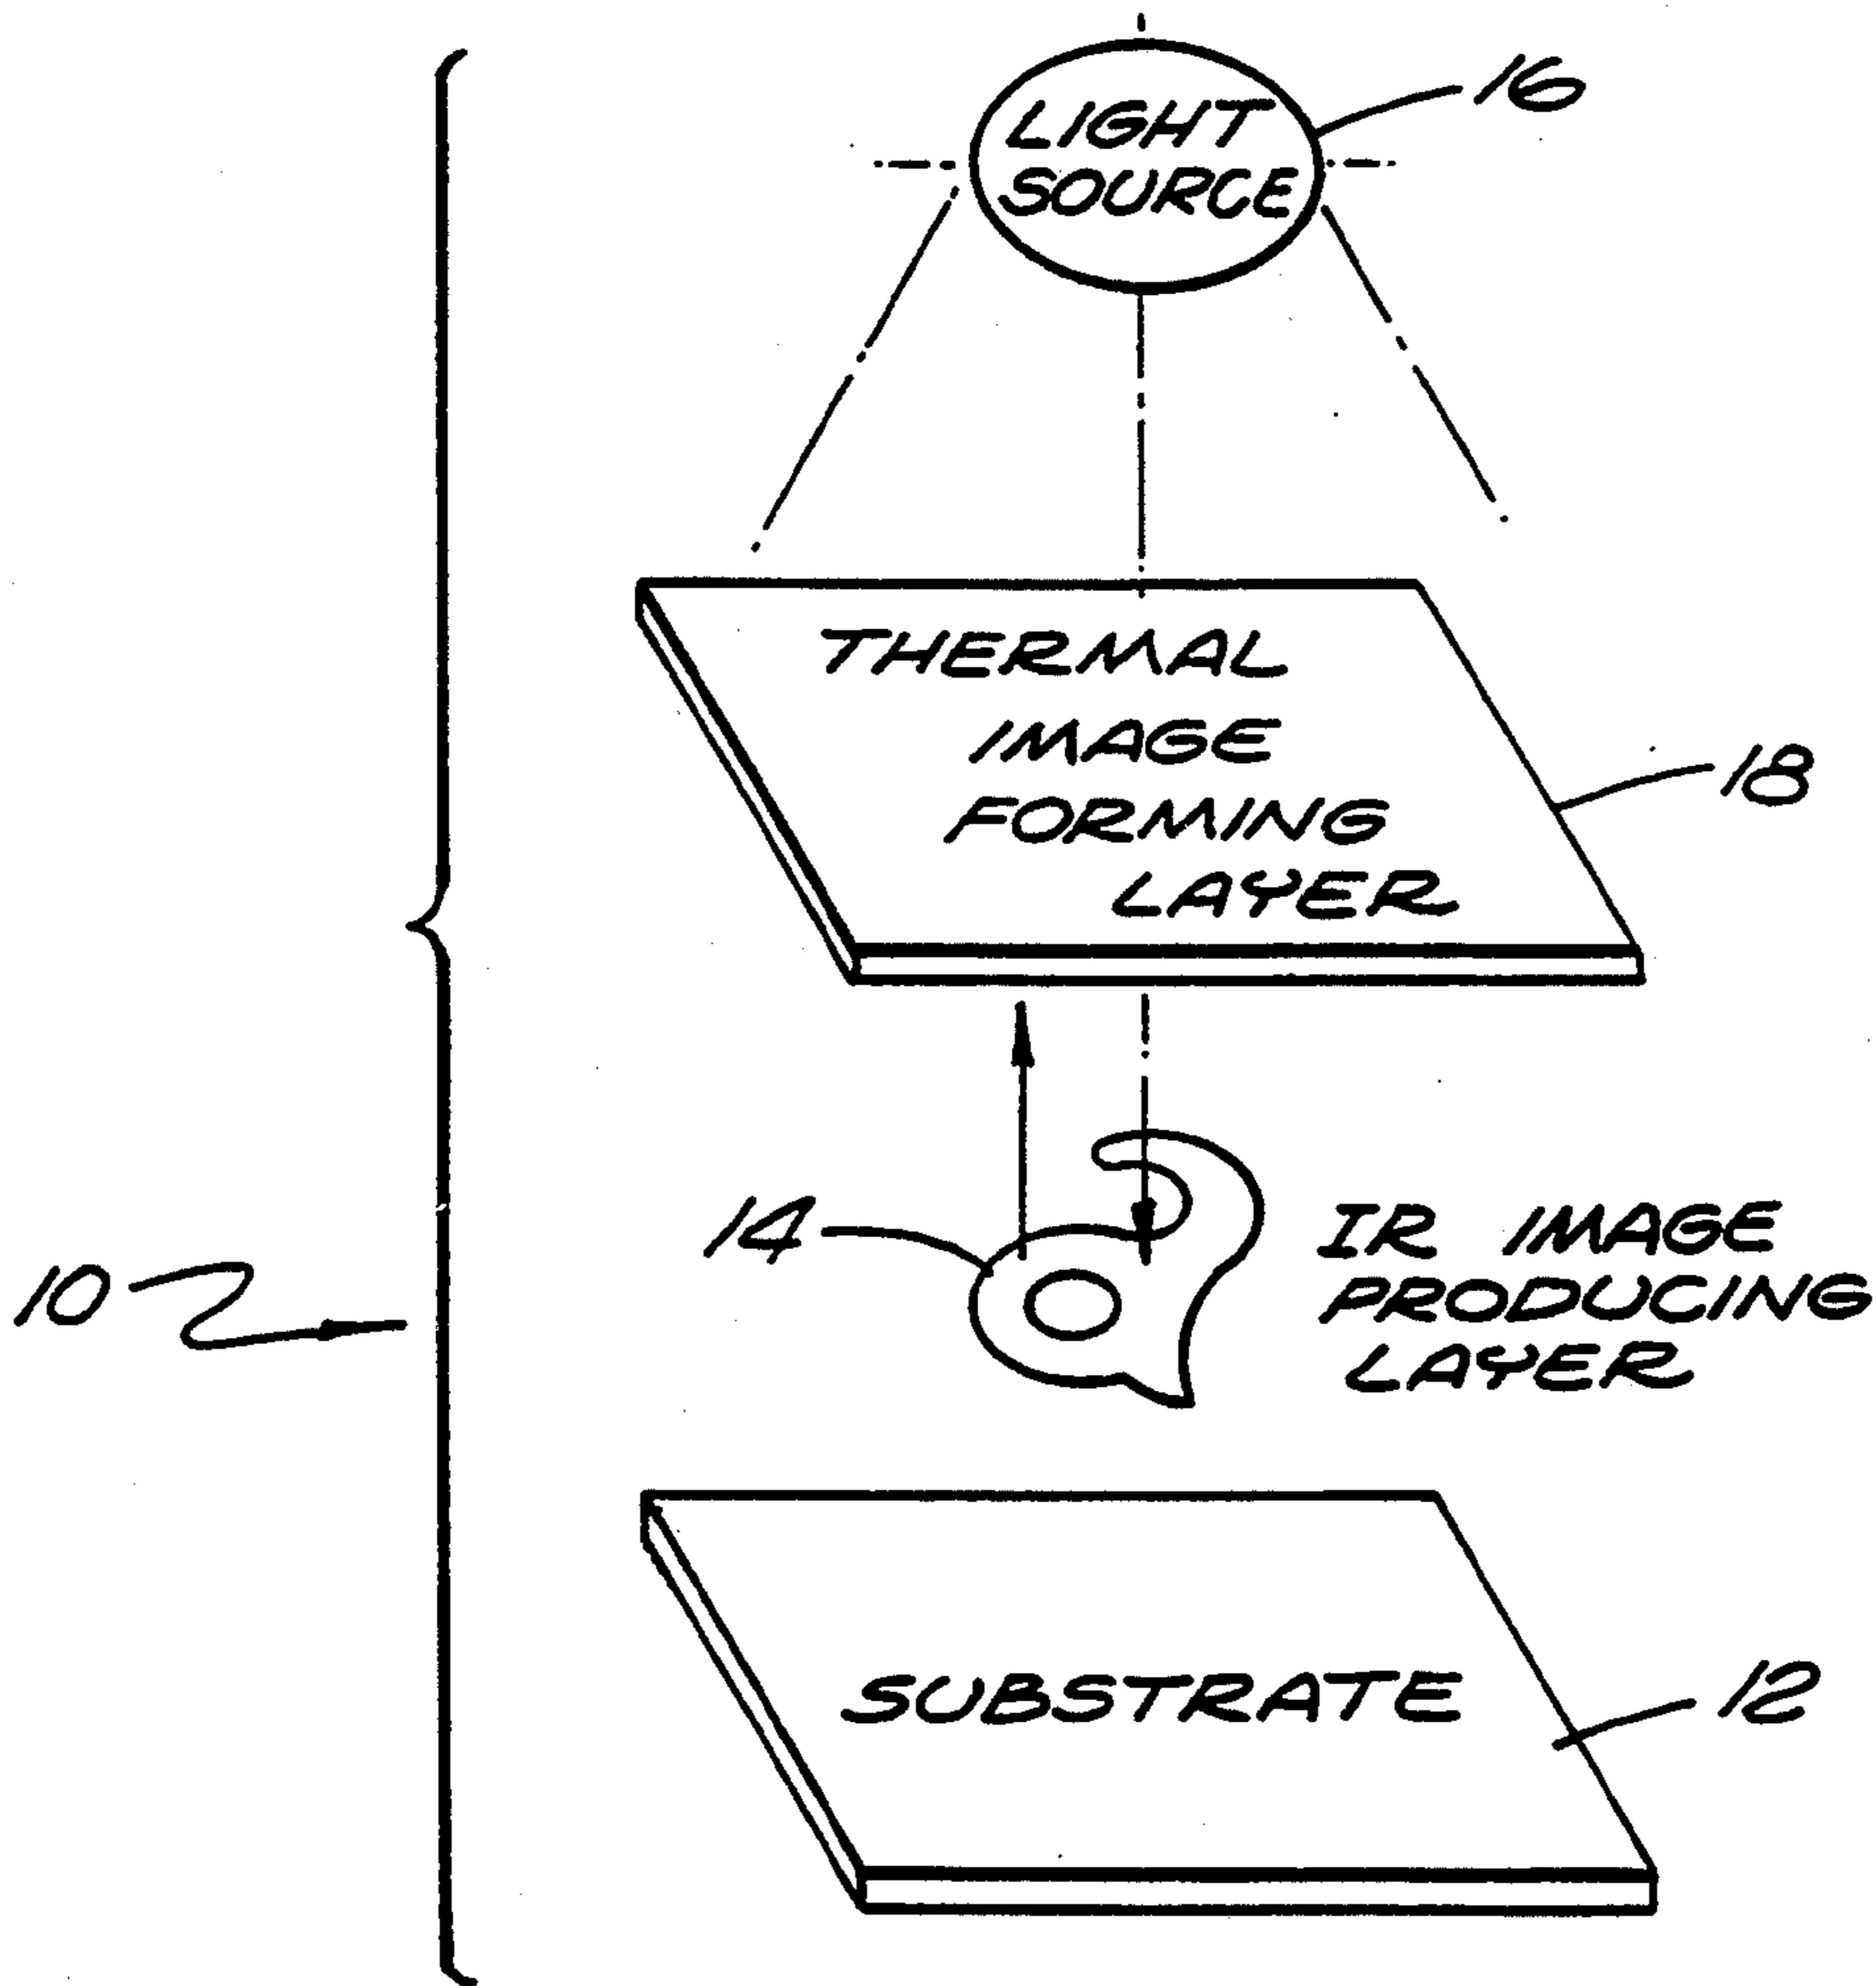 LIGHT
SOURCE
16
THERMAL
IMAGE
FORMING
LAYER
18
14
IR IMAGE
PRODUCING
LAYER
10
SUBSTRATE
12